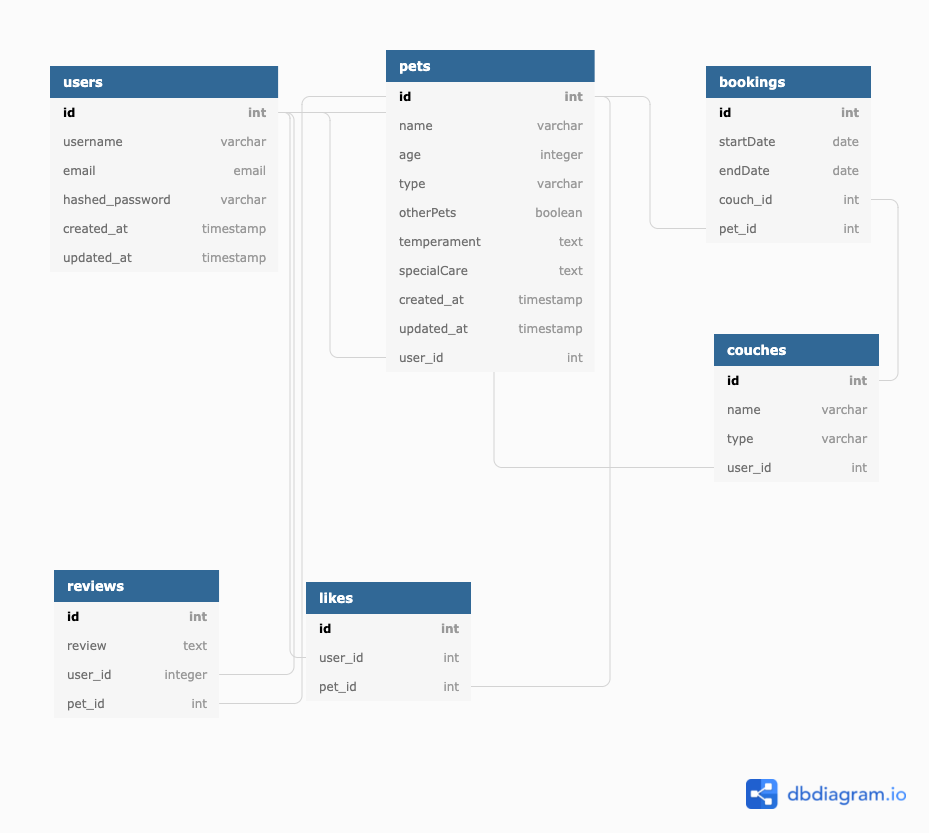 users
id int
username varchar
email email
hashed_password varchar
created_at timestamp
updated_at timestamp
pets
id int
name varchar
age integer
type varchar
otherPets boolean
temperament text
specialCare text
created_at timestamp
updated_at timestamp
user_id int
bookings
id int
startDate date
endDate date
couch_id int
pet_id int
couches
id int
name varchar
type varchar
user_id int
reviews
id int
review text
user_id integer
pet_id int
likes
id int
user_id int
pet_id int
dbdiagram.io